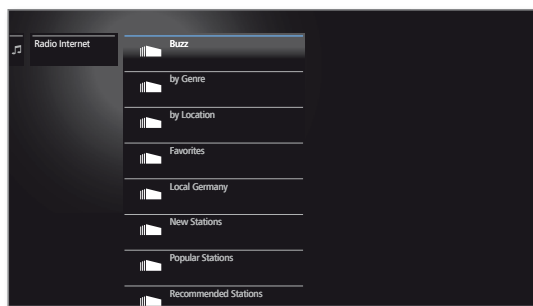 Radio Internet
Buzz
by Genre
by Location
Favorites
Local Germany
New Stations
Popular Stations
Recommended Stations